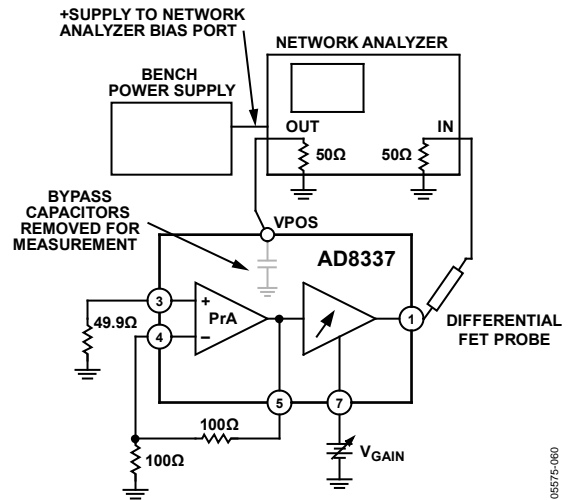 +SUPPLY TO NETWORK
ANALYZER BIAS PORT
NETWORK ANALYZER
BENCH
POWER SUPPLY
OUT
IN
50Ω
50Ω
BYPASS
CAPACITORS
REMOVED FOR
MEASUREMENT
VPOS
AD8337
3
+
PrA
49.9Ω
4
–
1
DIFFERENTIAL
FET PROBE
5
7
100Ω
100Ω
VGAIN
05575-060